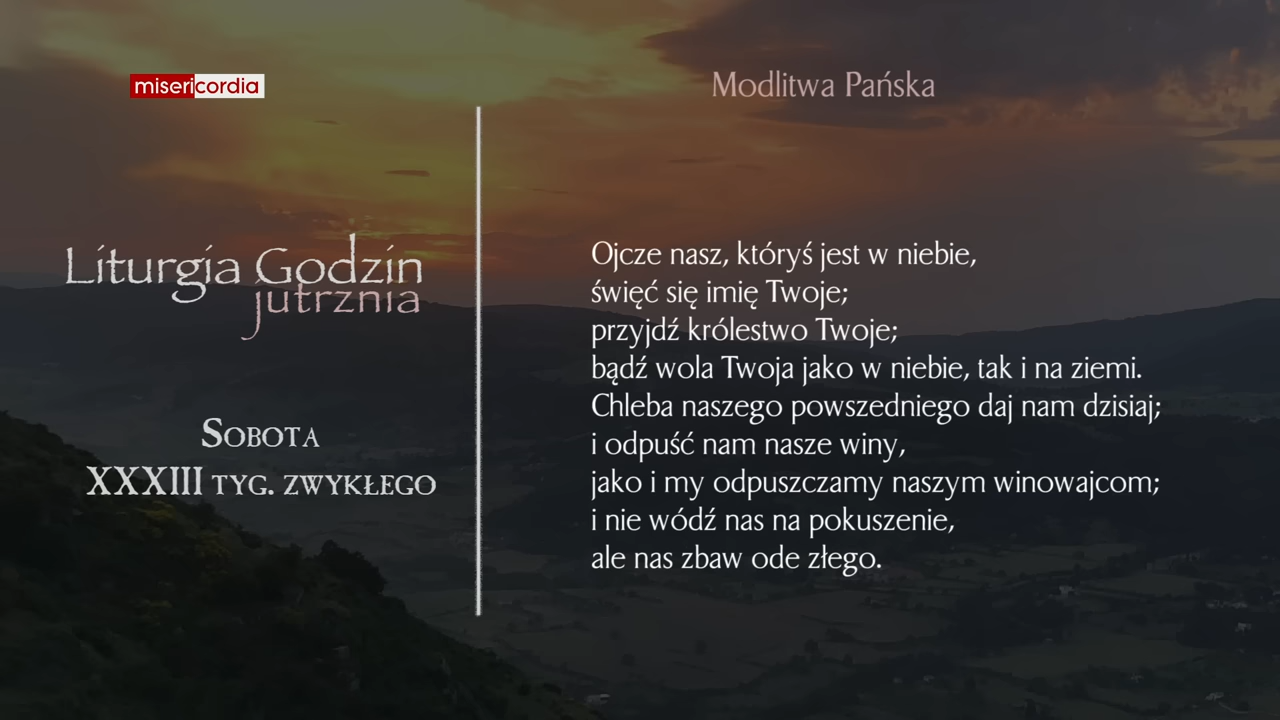 misericordia
Liturgia Godzin
jutrznia
Sobota
XXXIII tyg. zwykłego
Modlitwa Pańska
Ojcze nasz, któryś jest w niebie,
święć się imię Twoje;
przyjdź królestwo Twoje;
bądź wola Twoja jako w niebie, tak i na ziemi.
Chleba naszego powszedniego daj nam dzisiaj;
i odpuść nam nasze winy,
jako i my odpuszczamy naszym winowajcom;
i nie wódź nas na pokuszenie,
ale nas zbaw ode złego.